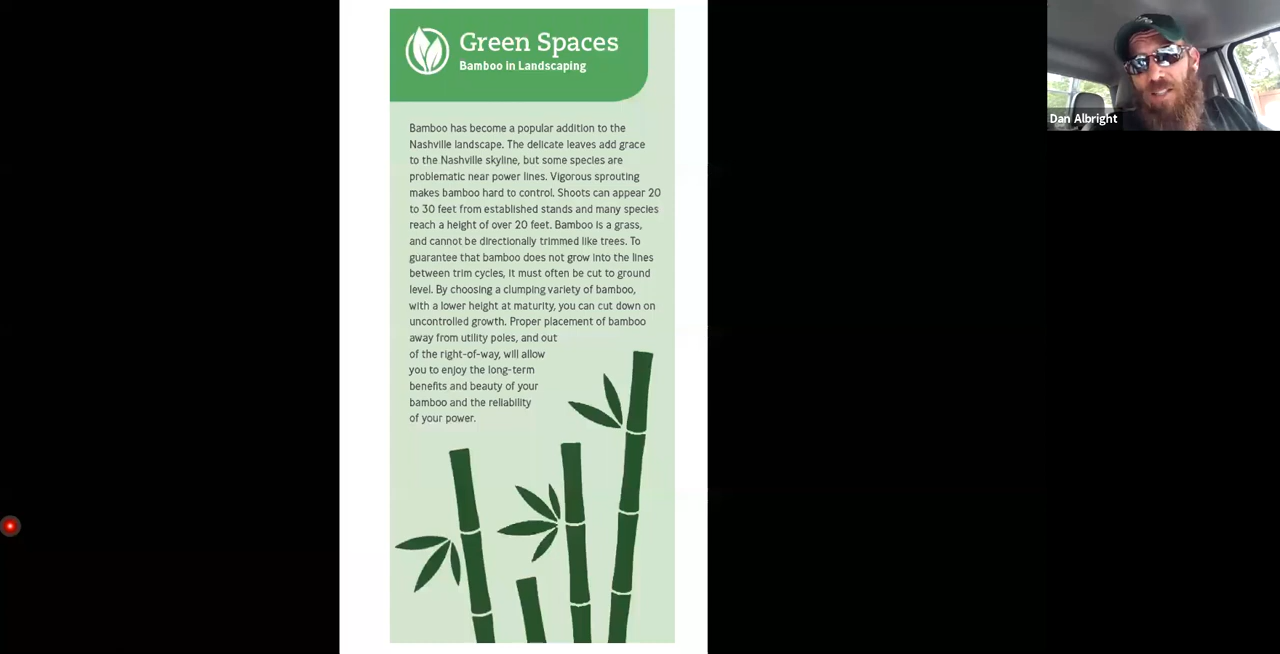 Green Spaces
Bamboo in Landscaping
Dan Albright
Bamboo has become a popular addition to the
Nashville landscape. The delicate leaves add grace
to the Nashville skyline, but some species are
problematic near power lines. Vigorous sprouting
makes bamboo hard to control. Shoots can appear 20
to 30 feet from established stands and many species
reach a height of over 20 feet. Bamboo is a grass,
and cannot be directionally trimmed like trees. To
guarantee that bamboo does not grow into the lines
between trim cycles, it must often be cut to ground
level. By choosing a clumping variety of bamboo,
with a lower height at maturity, you can cut down on
uncontrolled growth. Proper placement of bamboo
away from utility poles, and out
of the right-of-way, will allow
you to enjoy the long-term
benefits and beauty of your
bamboo and the reliability
of your power.